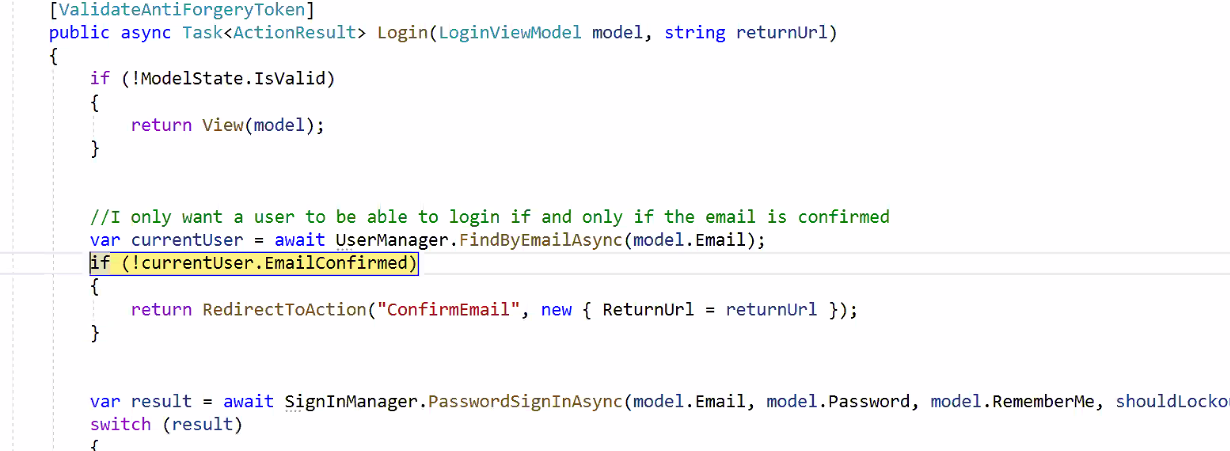 [ValidateAntiForgeryToken]
public async Task<ActionResult> Login(LoginViewModel model, string returnUrl)
{
if (!ModelState.IsValid)
{
return View(model);
}
//I only want a user to be able to login if and only if the email is confirmed
var currentUser = await UserManager.FindByEmailAsync(model.Email);
if (!currentUser.EmailConfirmed)
{
return RedirectToAction("ConfirmEmail", new { ReturnUrl = returnUrl });
}
var result = await SignInManager.PasswordSignInAsync(model.Email, model.Password, model.RememberMe, shouldLocko
switch (result)
{